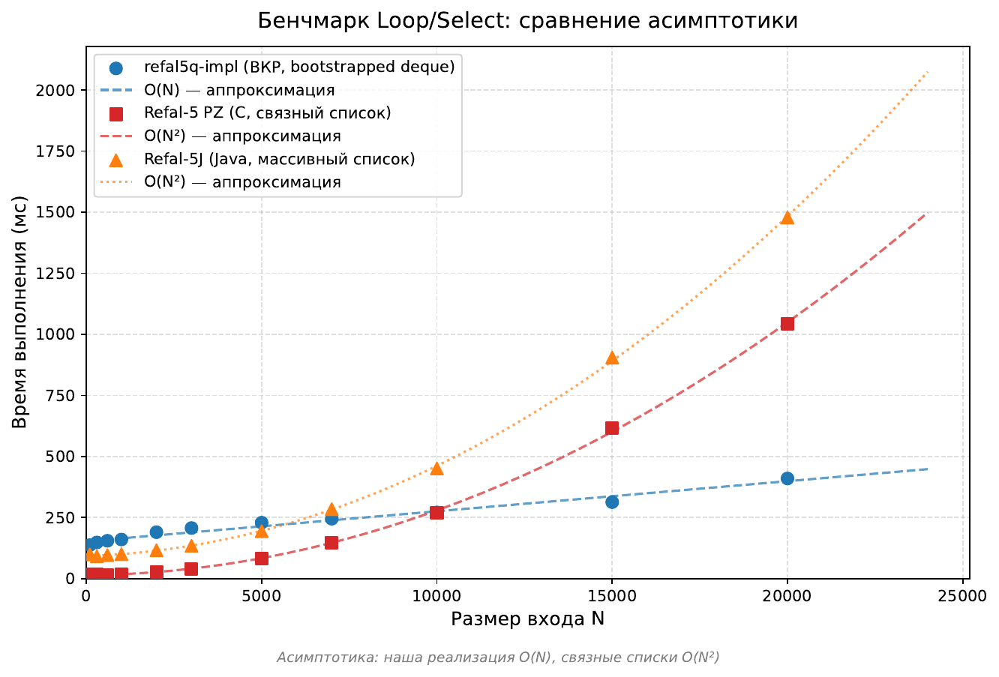 Бенчмарк Loop/Select: сравнение асимптотики
refal5q-impl (ВКР, bootstrapped deque)
O(N) — аппроксимация
Refal-5 PZ (C, связный список)
O(N²) — аппроксимация
Refal-5J (Java, массивный список)
O(N²) — аппроксимация
Время выполнения (мс)
2000
1750
1500
1250
1000
750
500
250
0
0 5000 10000 15000 20000 25000
Размер входа N
Асимптотика: наша реализация O(N), связные списки O(N²)